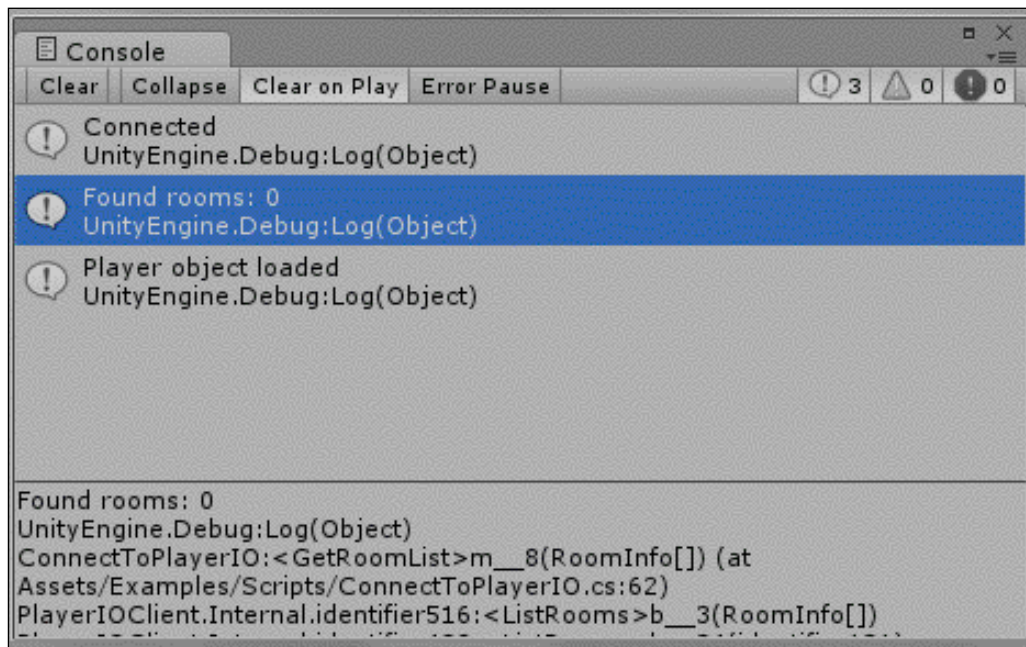 Console
Clear Collapse Clear on Play Error Pause 3 0 0
Connected
UnityEngine.Debug:Log(Object)
Found rooms: 0
UnityEngine.Debug:Log(Object)
Player object loaded
UnityEngine.Debug:Log(Object)
Found rooms: 0
UnityEngine.Debug:Log(Object)
ConnectToPlayerIO:<GetRoomList>m__8(RoomInfo[]) (at
Assets/Examples/Scripts/ConnectToPlayerIO.cs:62)
PlayerIOClient.Internal.identifier516:<ListRooms>b__3(RoomInfo[])